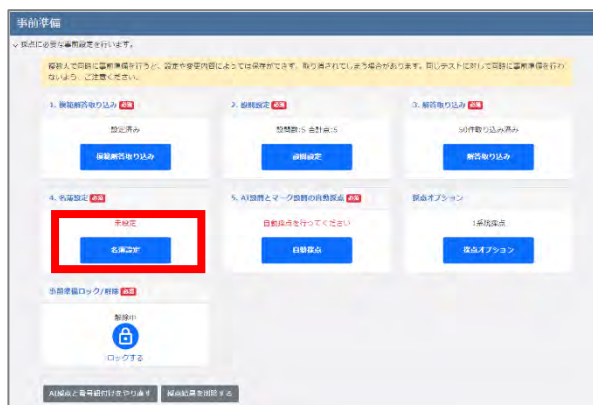 事前準備
採点に必要な事前設定を行います。
複数人で同時に事前準備を行うと、設定や変更内容によっては保存ができず、取り消されてしまう場合があります。同じテストに対して同時に事前準備を行わ
ないよう、ご注意ください。
1. 模範解答取り込み 必須
設定済み
模範解答取り込み
2. 設問設定 必須
設問数:5 合計点:5
設問設定
3. 解答取り込み 必須
50件取り込み済み
解答取り込み
4. 名簿設定 必須
未設定
名簿設定
5. AI設問とマーク設問の自動採点 必須
自動採点を行ってください
自動採点
採点オプション
1系統採点
採点オプション
事前準備ロック/解除 必須
解除中
ロックする
AI採点と番号紐付けをやり直す
採点結果を削除する